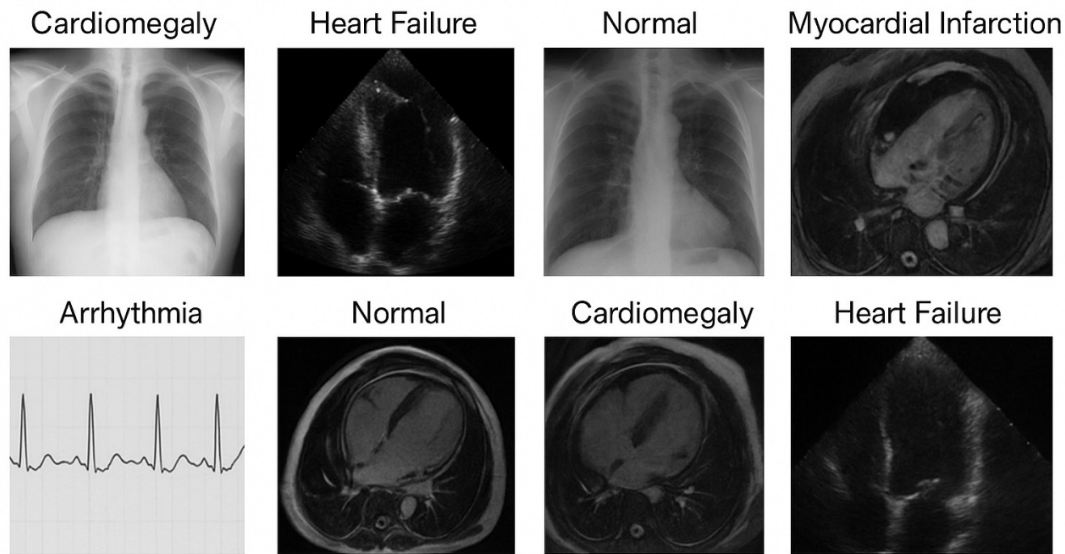 Cardiomegaly
Heart Failure
Normal
Myocardial Infarction
Arrhythmia
Normal
Cardiomegaly
Heart Failure